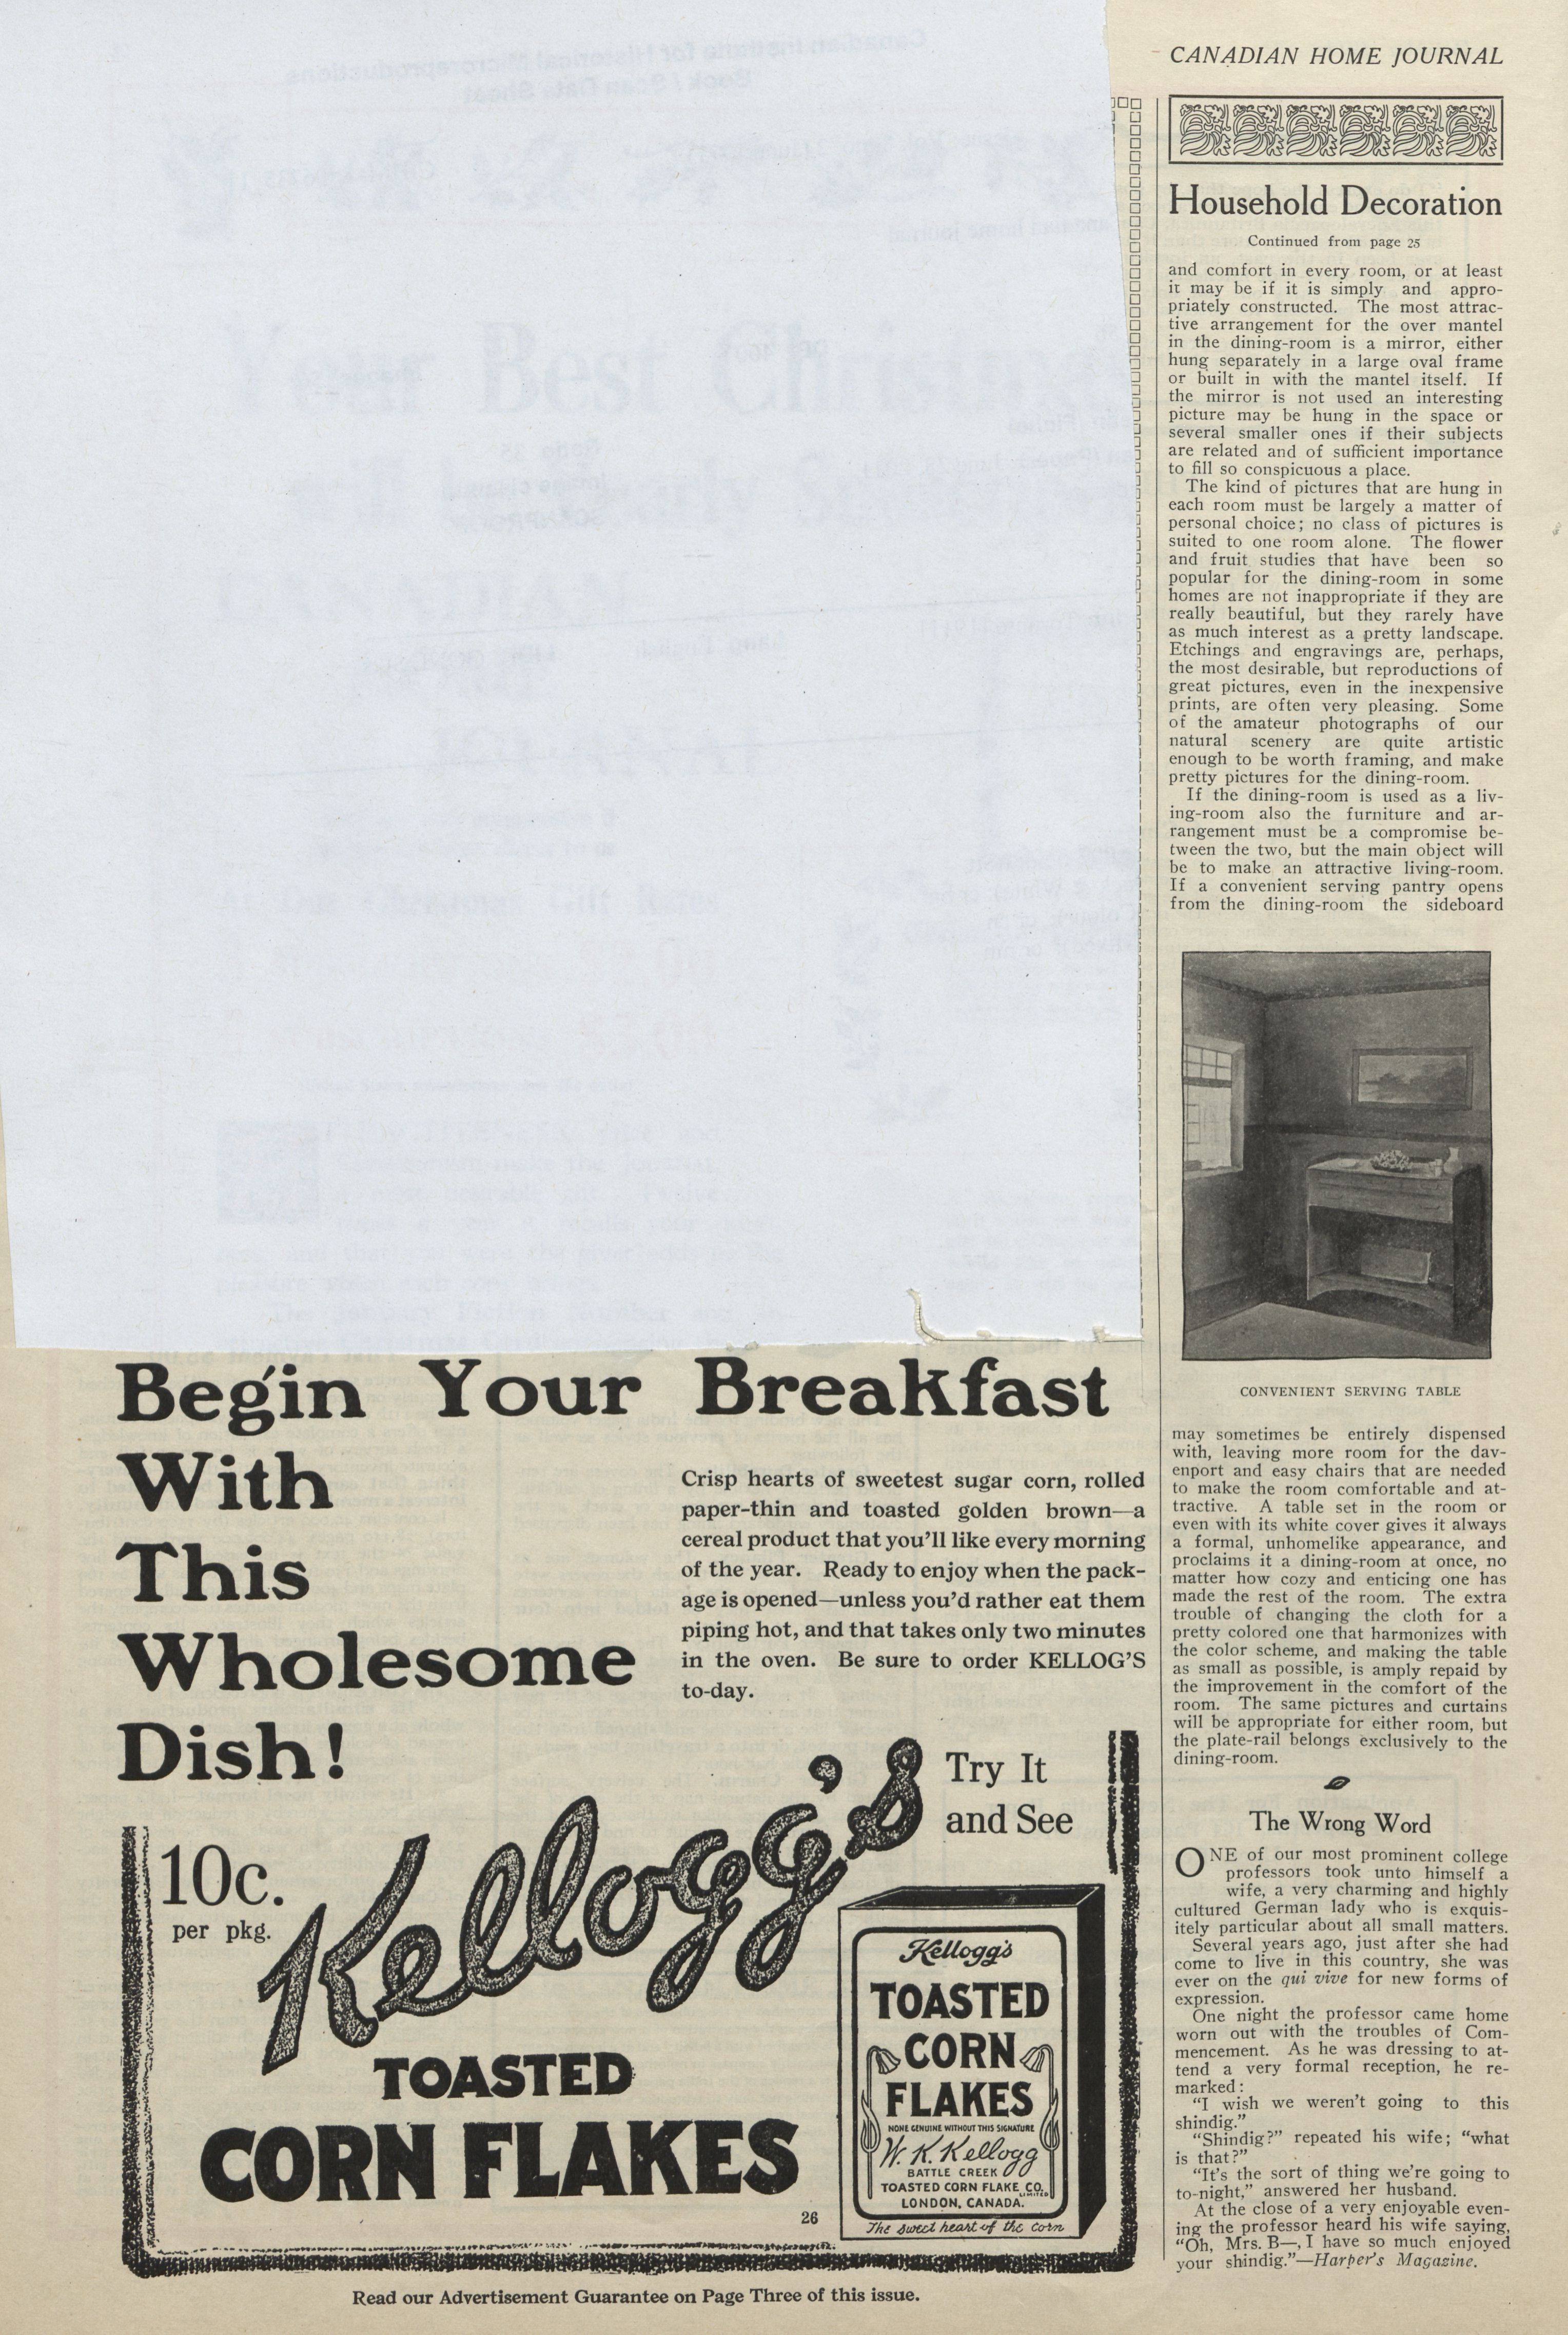 CANADIAN HOME JOURNAL
Household Decoration
Continued from page 25
and comfort in every room, or at least
it may be if it is simply and appro-
priately constructed. The most attrac-
tive arrangement for the over mantel
in the dining-room is a mirror, either
hung separately in a large oval frame
or built in with the mantel itself. If
the mirror is not used an interesting
picture may be hung in the space or
several smaller ones if their subjects
are related and of sufficient importance
to fill so conspicuous a place.
The kind of pictures that are hung in
each room must be largely a matter of
personal choice; no class of pictures is
suited to one room alone. The flower
and fruit studies that have been so
popular for the dining-room in some
homes are not inappropriate if they are
really beautiful, but they rarely have
as much interest as a pretty landscape.
Etchings and engravings are, perhaps,
the most desirable, but reproductions of
great pictures, even in the inexpensive
prints, are often very pleasing. Some
of the amateur photographs of our
natural scenery are quite artistic
enough to be worth framing, and make
pretty pictures for the dining-room.
If the dining-room is used as a liv-
ing-room also the furniture and ar-
rangement must be a compromise be-
tween the two, but the main object will
be to make an attractive living-room.
If a convenient serving pantry opens
from the dining-room the sideboard
CONVENIENT SERVING TABLE
may sometimes be entirely dispensed
with, leaving more room for the dav-
enport and easy chairs that are needed
to make the room comfortable and at-
tractive. A table set in the room or
even with its white cover gives it always
a formal, unhomelike appearance, and
proclaims it a dining-room at once, no
matter how cozy and enticing one has
made the rest of the room. The extra
trouble of changing the cloth for a
pretty colored one that harmonizes with
the color scheme, and making the table
as small as possible, is amply repaid by
the improvement in the comfort of the
room. The same pictures and curtains
will be appropriate for either room, but
the plate-rail belongs exclusively to the
dining-room.
The Wrong Word
ONE of our most prominent college
professors took unto himself a
wife, a very charming and highly
cultured German lady who is exquis-
itely particular about all small matters.
Several years ago, just after she had
come to live in this country, she was
ever on the qui vive for new forms of
expression.
One night the professor came home
worn out with the troubles of Com-
mencement. As he was dressing to at-
tend a very formal reception, he re-
marked:
"I wish we weren't going to this
shindig."
"Shindig?" repeated his wife; "what
is that?"
"It's the sort of thing we're going to
to-night," answered her husband.
At the close of a very enjoyable even-
ing the professor heard his wife saying,
"Oh, Mrs. B—, I have so much enjoyed
your shindig."—Harper's Magazine.
Begin Your Breakfast
With
This
Wholesome
Dish!
Crisp hearts of sweetest sugar corn, rolled
paper-thin and toasted golden brown—a
cereal product that you'll like every morning
of the year. Ready to enjoy when the pack-
age is opened—unless you'd rather eat them
piping hot, and that takes only two minutes
in the oven. Be sure to order KELLOG'S
to-day.
Try It
and See
10c.
per pkg.
Kellogg's
TOASTED
CORN FLAKES
Kellogg's
TOASTED
CORN
FLAKES
NONE GENUINE WITHOUT THIS SIGNATURE
W. K. Kellogg
BATTLE CREEK
TOASTED CORN FLAKE CO.
LIMITED
LONDON, CANADA.
The sweet heart of the corn
26
Read our Advertisement Guarantee on Page Three of this issue.